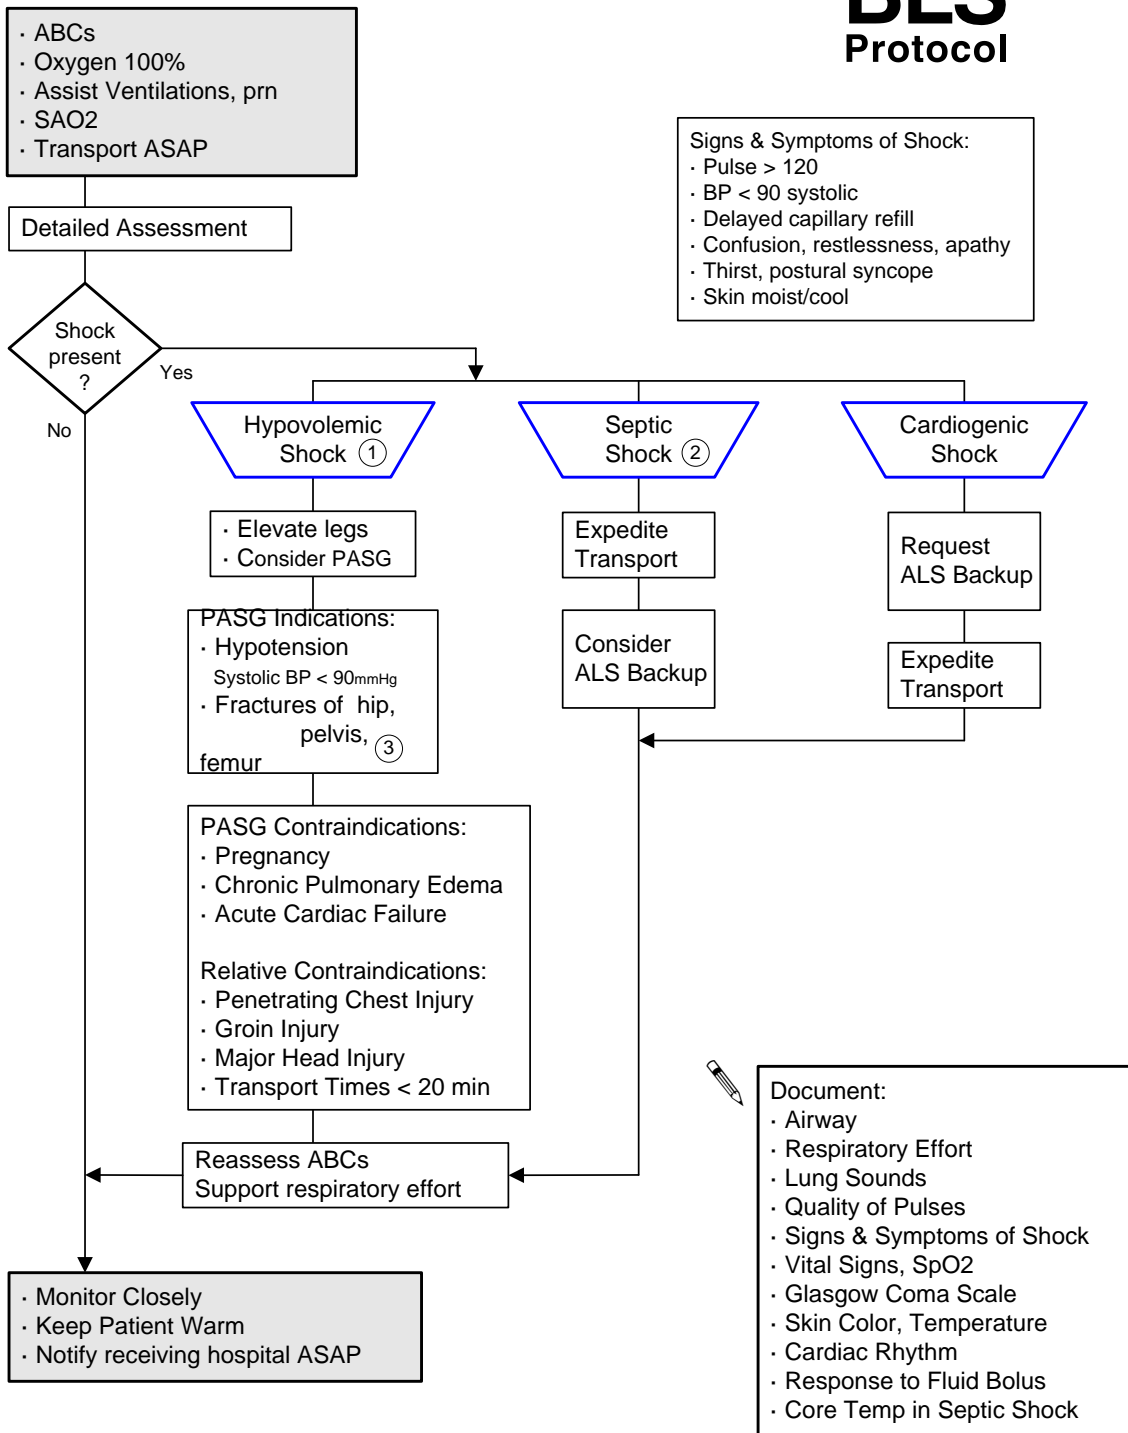 BLS
Protocol
· ABCs
· Oxygen 100%
· Assist Ventilations, prn
· SAO2
· Transport ASAP
Signs & Symptoms of Shock:
· Pulse > 120
· BP < 90 systolic
· Delayed capillary refill
· Confusion, restlessness, apathy
· Thirst, postural syncope
· Skin moist/cool
Detailed Assessment
Shock
present
?
Yes
No
Hypovolemic
Shock 1
Septic
Shock 2
Cardiogenic
Shock
· Elevate legs
· Consider PASG
Expedite
Transport
Request
ALS Backup
PASG Indications:
· Hypotension
Systolic BP < 90mmHg
· Fractures of hip,
pelvis, 3
femur
Consider
ALS Backup
Expedite
Transport
PASG Contraindications:
· Pregnancy
· Chronic Pulmonary Edema
· Acute Cardiac Failure
Relative Contraindications:
· Penetrating Chest Injury
· Groin Injury
· Major Head Injury
· Transport Times < 20 min
Reassess ABCs
Support respiratory effort
· Monitor Closely
· Keep Patient Warm
· Notify receiving hospital ASAP
Document:
· Airway
· Respiratory Effort
· Lung Sounds
· Quality of Pulses
· Signs & Symptoms of Shock
· Vital Signs, SpO2
· Glasgow Coma Scale
· Skin Color, Temperature
· Cardiac Rhythm
· Response to Fluid Bolus
· Core Temp in Septic Shock